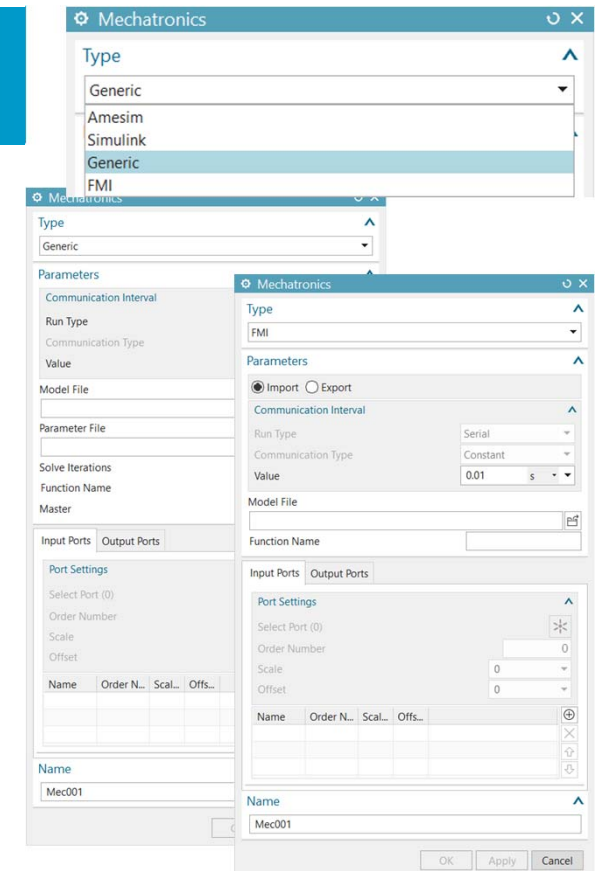 Mechatronics
Type
Generic
Amesim
Simulink
Generic
FMI
Mechatronics
Type
Generic
Parameters
Communication Interval
Run Type
Communication Type
Value
Model File
Parameter File
Solve Iterations
Function Name
Master
Input Ports Output Ports
Port Settings
Select Port (0)
Order Number
Scale
Offset
Name Order N... Scal... Offs...
Name
Mec001
Mechatronics
Type
FMI
Parameters
Import Export
Communication Interval
Run Type Serial
Communication Type Constant
Value 0.01 s
Model File
Function Name
Input Ports Output Ports
Port Settings
Select Port (0)
Order Number 0
Scale 0
Offset 0
Name Order N... Scal... Offs...
Name
Mec001
OK Apply Cancel